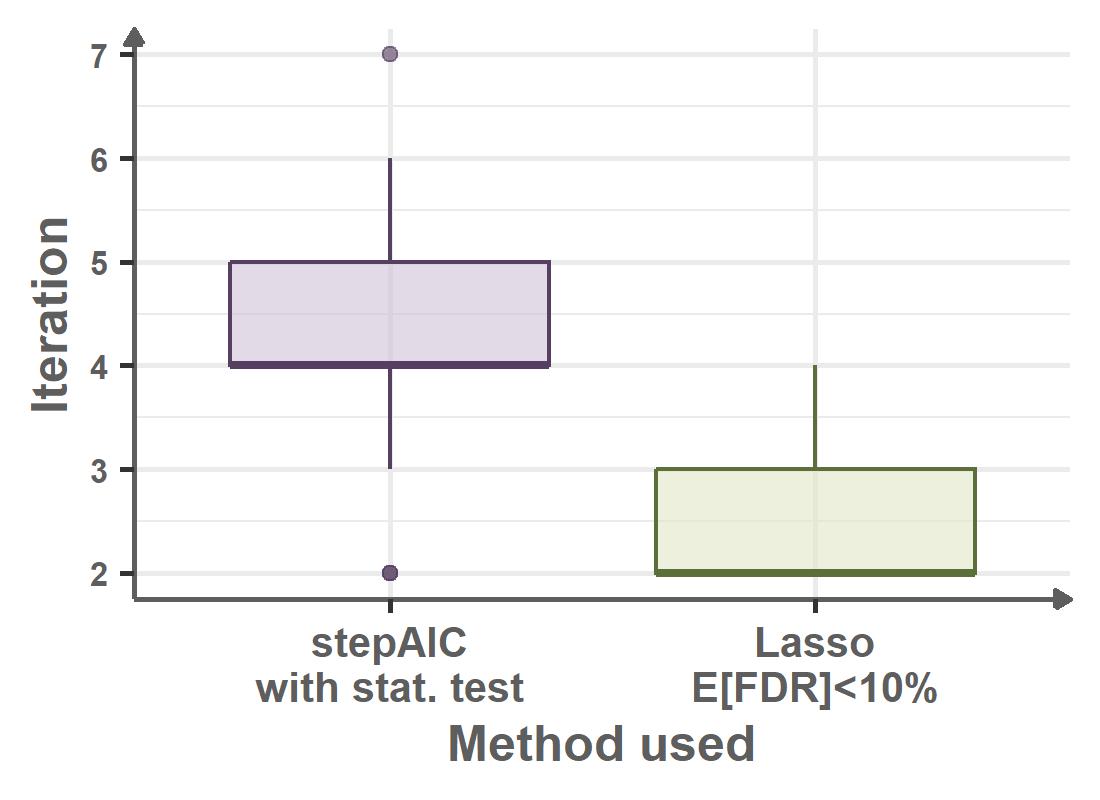 7
6
5
4
3
2
Iteration
stepAIC
with stat. test
Lasso
E[FDR]<10%
Method used